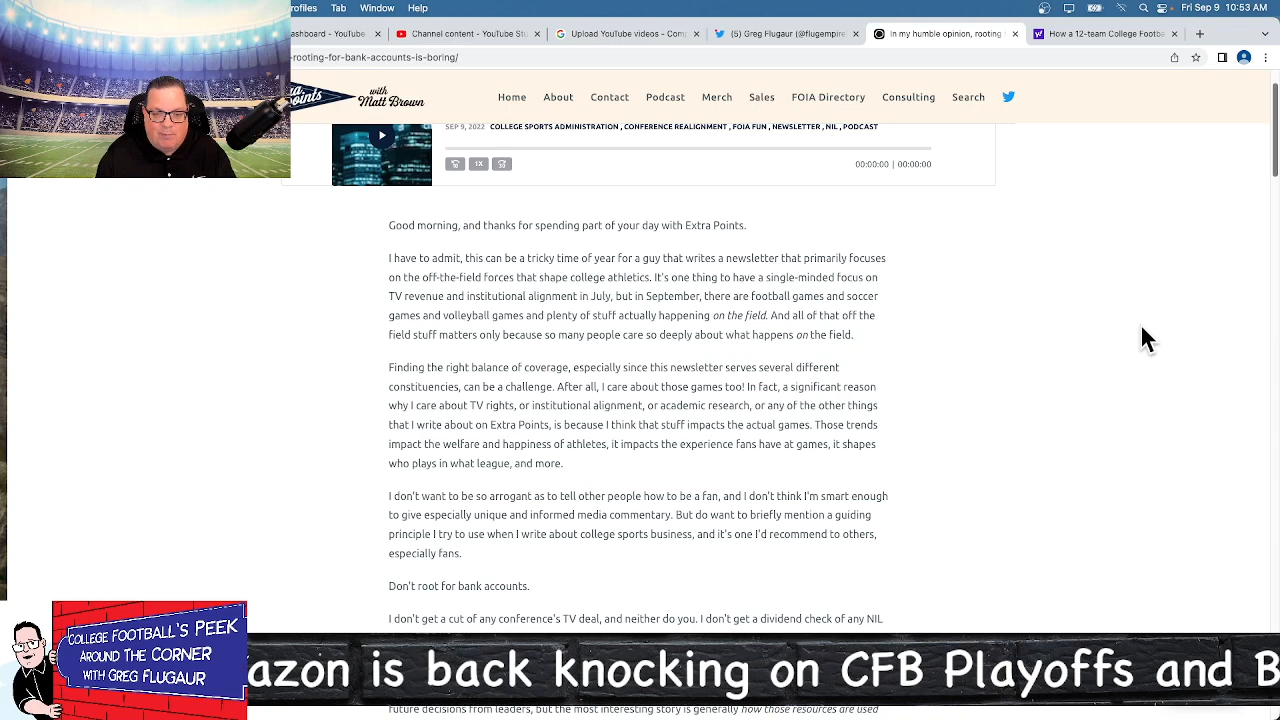 rofiles Tab Window Help
Fri Sep 9 10:53 AM
ashboard - YouTube
Content details - YouTube Stu
Upload YouTube videos - Comp
(5) Greg Flugaur (@flugempire
In my humble opinion, rooting
How a 12-team College Footba
-rooting-for-bank-accounts-is-boring/
with
Matt Brown
Home About Contact Podcast Merch Sales FOIA Directory Consulting Search
SEP 9, 2022 COLLEGE SPORTS ADMINISTRATION , CONFERENCE REALIGNMENT , FOIA FUN , NEWSLETTER , PODCAST
1X
00:00:00 | 00:00:00
Good morning, and thanks for spending part of your day with Extra Points.
I have to admit, this can be a tricky time of year for a guy that writes a newsletter that primarily focuses
on the off-the-field forces that shape college athletics. It's one thing to have a single-minded focus on
TV revenue and institutional alignment in July, but in September, there are football games and soccer
games and volleyball games and plenty of stuff actually happening on the field. And all of that off the
field stuff matters only because so many people care so deeply about what happens on the field.
Finding the right balance of coverage, especially since this newsletter serves several different
constituencies, can be a challenge. After all, I care about those games too! In fact, a significant reason
why I care about TV rights, or institutional alignment, or academic research, or any of the other things
that I write about on Extra Points, is because I think that stuff impacts the actual games. Those trends
impact the welfare and happiness of athletes, it impacts the experience fans have at games, it shapes
who plays in what league, and more.
I don't want to be so arrogant as to tell other people how to be a fan, and I don't think I'm smart enough
to give especially unique and informed media commentary. But do want to briefly mention a guiding
principle I try to use when I write about college sports business, and it's one I'd recommend to others,
especially fans.
Don't root for bank accounts.
I don't get a cut of any conference's TV deal, and neither do you. I don't get a dividend check of any NIL
COLLEGE FOOTBALL'S PEEK
AROUND THE CORNER
WITH GREG FLUGAUR
azon is back knocking on CFB Playoffs and B
future decisions from leaders, but the most interesting story is generally how those resources are used